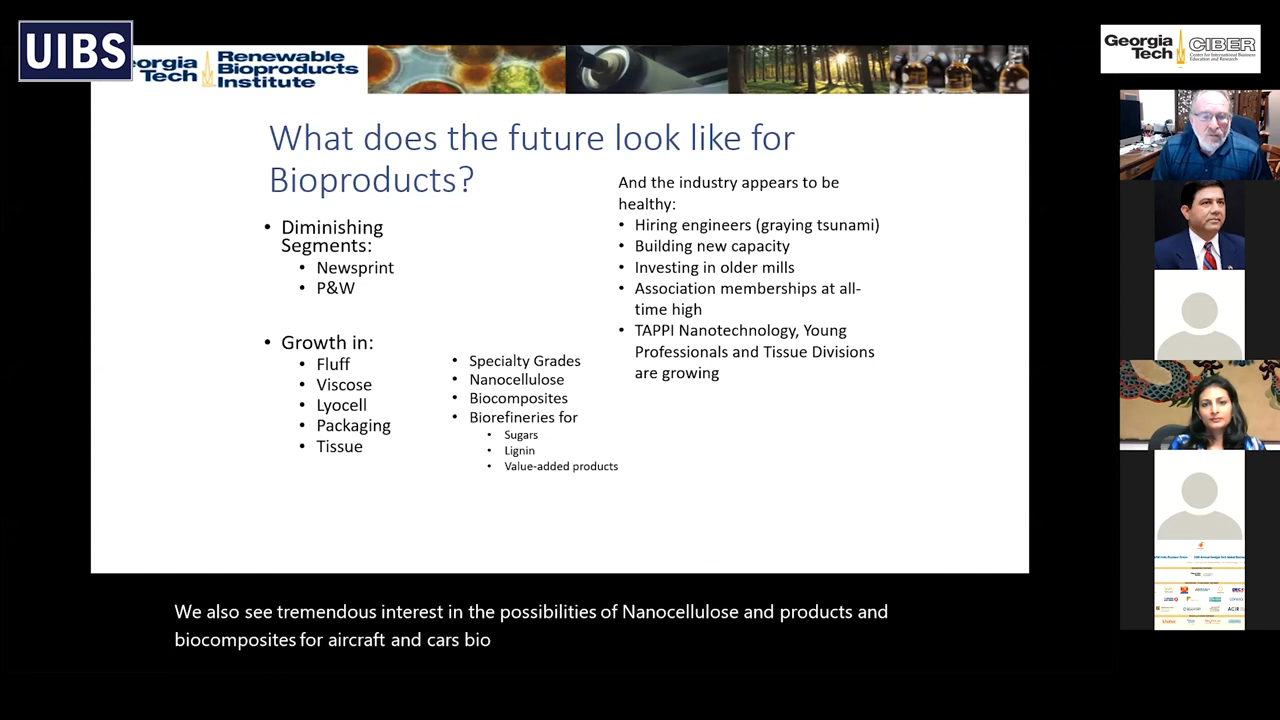 UIBS
Georgia
Tech
Renewable
Bioproducts
Institute
Georgia
Tech
CIBER
Center for International Business
Education and Research
What does the future look like for
Bioproducts?
• Diminishing
Segments:
• Newsprint
• P&W
• Growth in:
• Fluff
• Viscose
• Lyocell
• Packaging
• Tissue
• Specialty Grades
• Nanocellulose
• Biocomposites
• Biorefineries for
• Sugars
• Lignin
• Value-added products
And the industry appears to be
healthy:
• Hiring engineers (graying tsunami)
• Building new capacity
• Investing in older mills
• Association memberships at all-
time high
• TAPPI Nanotechnology, Young
Professionals and Tissue Divisions
are growing
We also see tremendous interest in the possibilities of Nanocellulose and products and
biocomposites for aircraft and cars bio